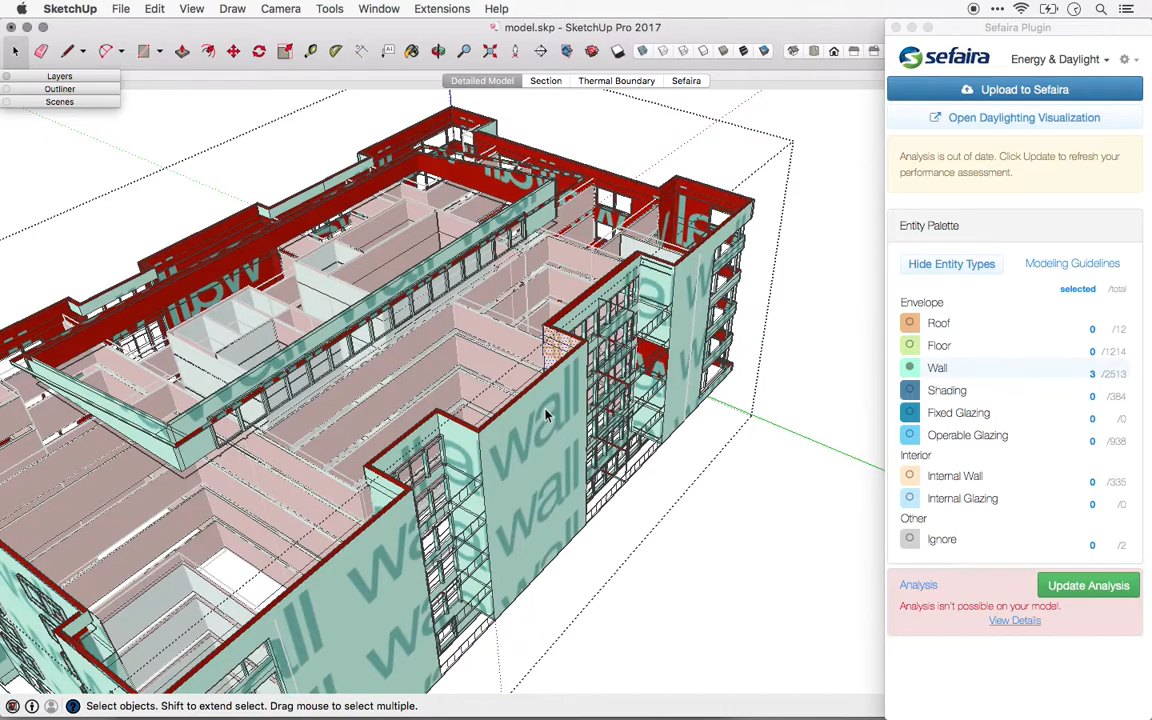 SketchUp File Edit View Draw Camera Tools Window Extensions Help
model.skp - SketchUp Pro 2017
Sefaira Plugin
sefaira
Energy & Daylight
Upload to Sefaira
Open Daylighting Visualization
Analysis is out of date. Click Update to refresh your
performance assessment.
Layers
Outliner
Scenes
Detailed Model Section Thermal Boundary Sefaira
Entity Palette
Hide Entity Types Modeling Guidelines
selected /total
Envelope
Roof 0 /12
Floor 0 /1214
Wall 3 /2513
Shading 0 /384
Fixed Glazing 0 /0
Operable Glazing 0 /938
Interior
Internal Wall 0 /335
Internal Glazing 0 /0
Other
Ignore 0 /2
Analysis
Update Analysis
Analysis isn't possible on your model.
View Details
wall
wall
wall
wall
Select objects. Shift to extend select. Drag mouse to select multiple.